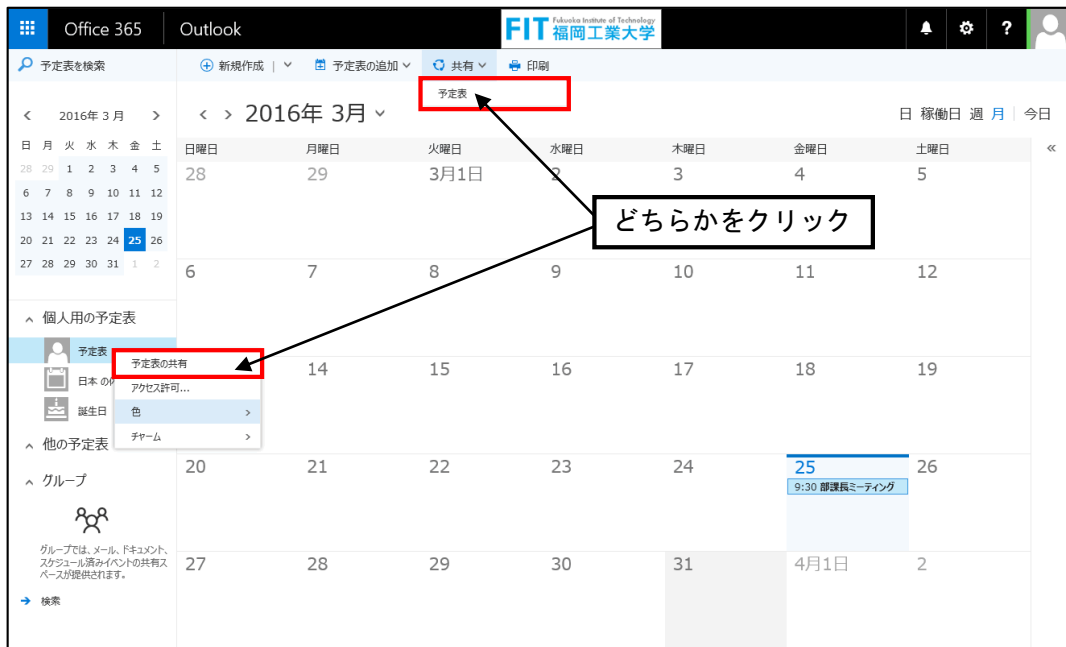 Office 365 Outlook FIT Fukuoka Institute of Technology 福岡工業大学 ?
予定表を検索 新規作成 | 予定表の追加 共有 印刷
予定表
2016年 3月
2016年 3月
日 稼働日 週 月 今日
日 月 火 水 木 金 土
28 29 1 2 3 4 5
6 7 8 9 10 11 12
13 14 15 16 17 18 19
20 21 22 23 24 25 26
27 28 29 30 31 1 2
日曜日 月曜日 火曜日 水曜日 木曜日 金曜日 土曜日
28 29 3月1日 2 3 4 5
どちらかをクリック
6 7 8 9 10 11 12
個人用の予定表
予定表
日本 の
誕生日
予定表の共有
アクセス許可...
色
チャーム
他の予定表
グループ
グループでは、メール、ドキュメント、
スケジュール済みイベントの共有ス
ペースが提供されます。
検索
14 15 16 17 18 19
20 21 22 23 24 25 26
9:30 部課長ミーティング
27 28 29 30 31 4月1日 2